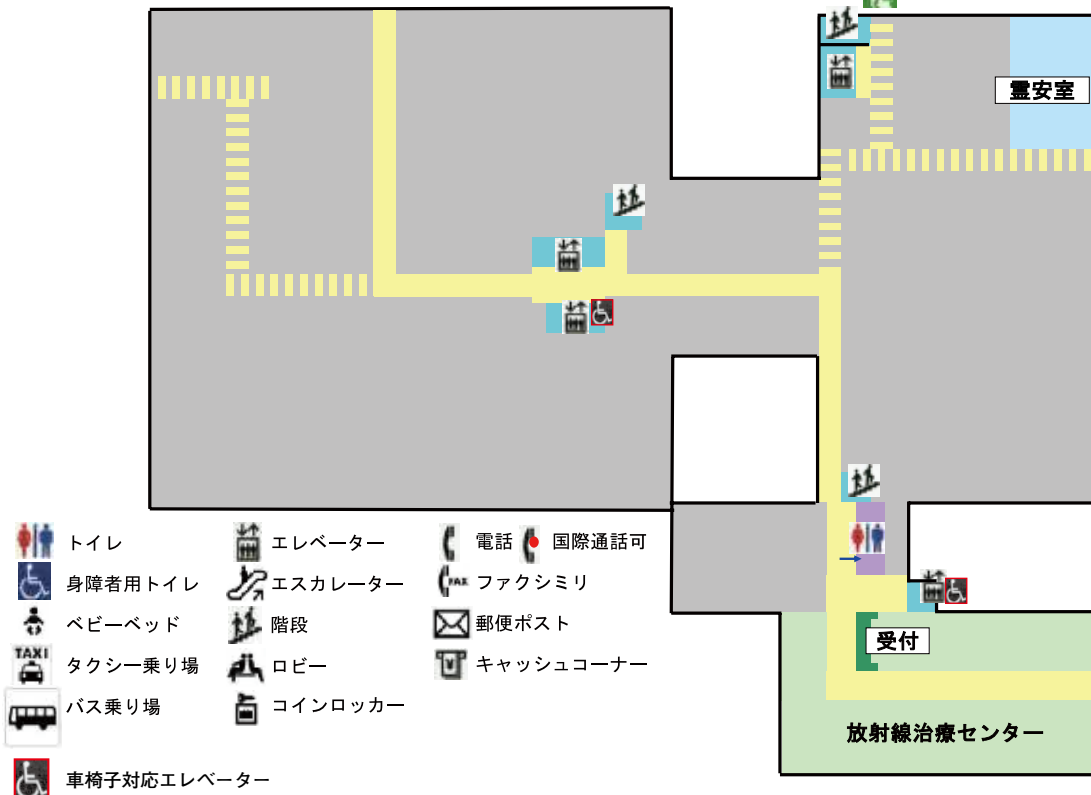 霊安室
トイレ
エレベーター
電話
国際通話可
身障者用トイレ
エスカレーター
FAX
ファクシミリ
ベビーベッド
階段
郵便ポスト
受付
TAXI
タクシー乗り場
ロビー
¥
キャッシュコーナー
バス乗り場
コインロッカー
放射線治療センター
車椅子対応エレベーター